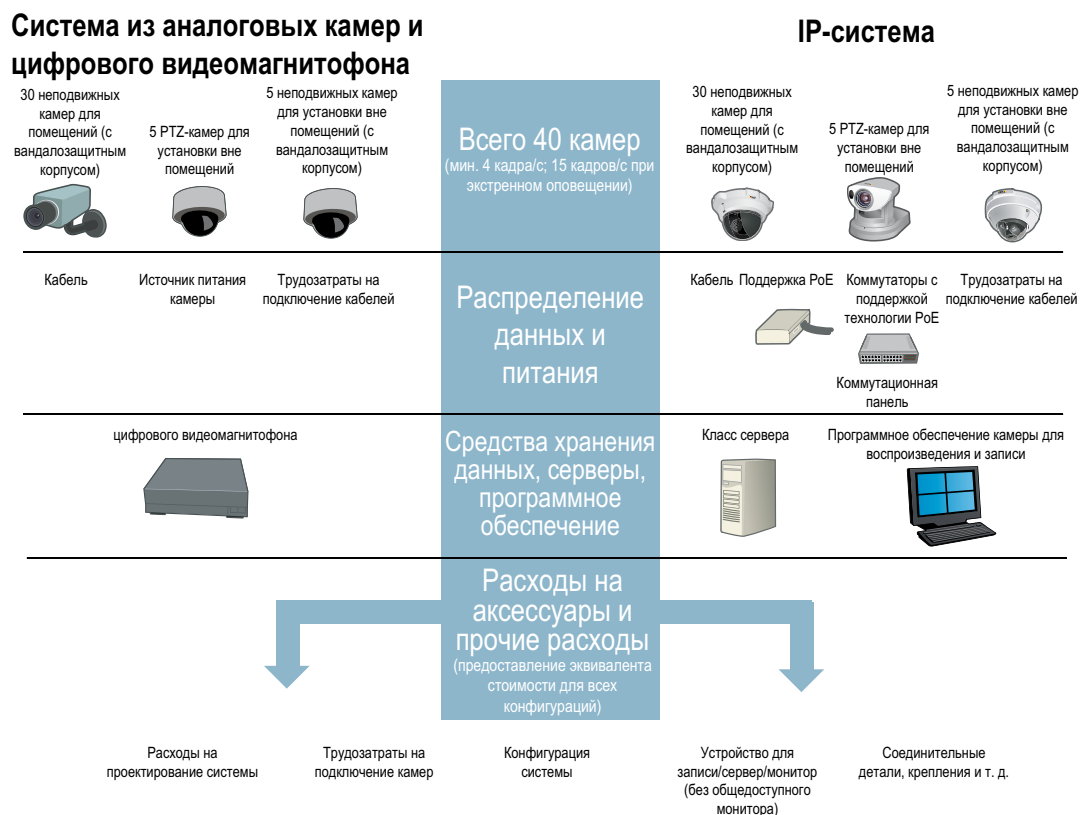 Система из аналоговых камер и
цифрового видеомагнитофона
IP-система
30 неподвижных
камер для
помещений (с
вандалозащитным
корпусом)
5 PTZ-камер для
установки вне
помещений
5 неподвижных камер
для установки вне
помещений (с
вандалозащитным
корпусом)
Всего 40 камер
(мин. 4 кадра/с; 15 кадров/с при
экстренном оповещении)
30 неподвижных
камер для
помещений (с
вандалозащитным
корпусом)
5 PTZ-камер для
установки вне
помещений
5 неподвижных камер
для установки вне
помещений (с
вандалозащитным
корпусом)
Кабель
Источник питания
камеры
Трудозатраты на
подключение кабелей
Распределение
данных и
питания
Кабель
Поддержка PoE
Коммутаторы с
поддержкой
технологии PoE
Коммутационная
панель
Трудозатраты на
подключение кабелей
цифрового видеомагнитофона
Средства хранения
данных, серверы,
программное
обеспечение
Класс сервера
Программное обеспечение камеры для
воспроизведения и записи
Расходы на
аксессуары и
прочие расходы
(предоставление эквивалента
стоимости для всех
конфигураций)
Расходы на
проектирование системы
Трудозатраты на
подключение камер
Конфигурация
системы
Устройство для
записи/сервер/монитор
(без общедоступного
монитора)
Соединительные
детали, крепления и т. д.